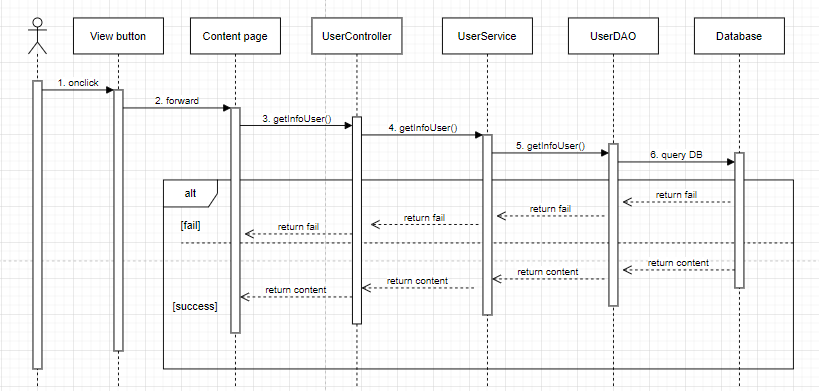 View button
Content page
UserController
UserService
UserDAO
Database
1. onclick
2. forward
3. getInfoUser()
4. getInfoUser()
5. getInfoUser()
6. query DB
alt
return fail
return fail
return fail
return fail
[fail]
return content
return content
return content
return content
[success]